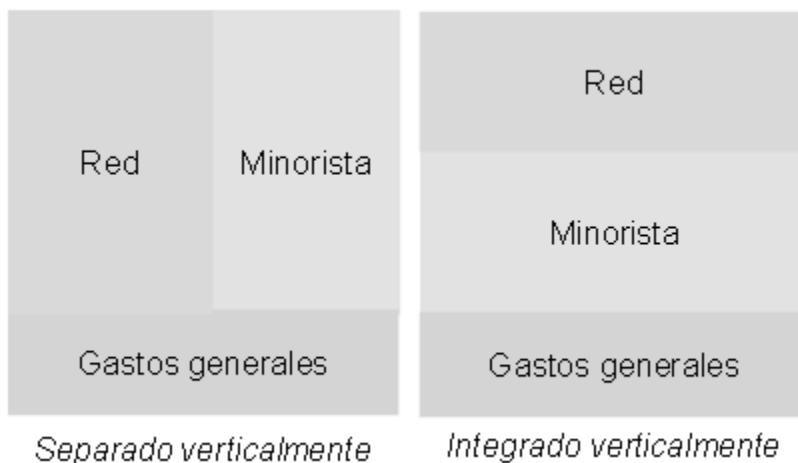 Red
Minorista
Gastos generales
Separado verticalmente
Red
Minorista
Gastos generales
Integrado verticalmente